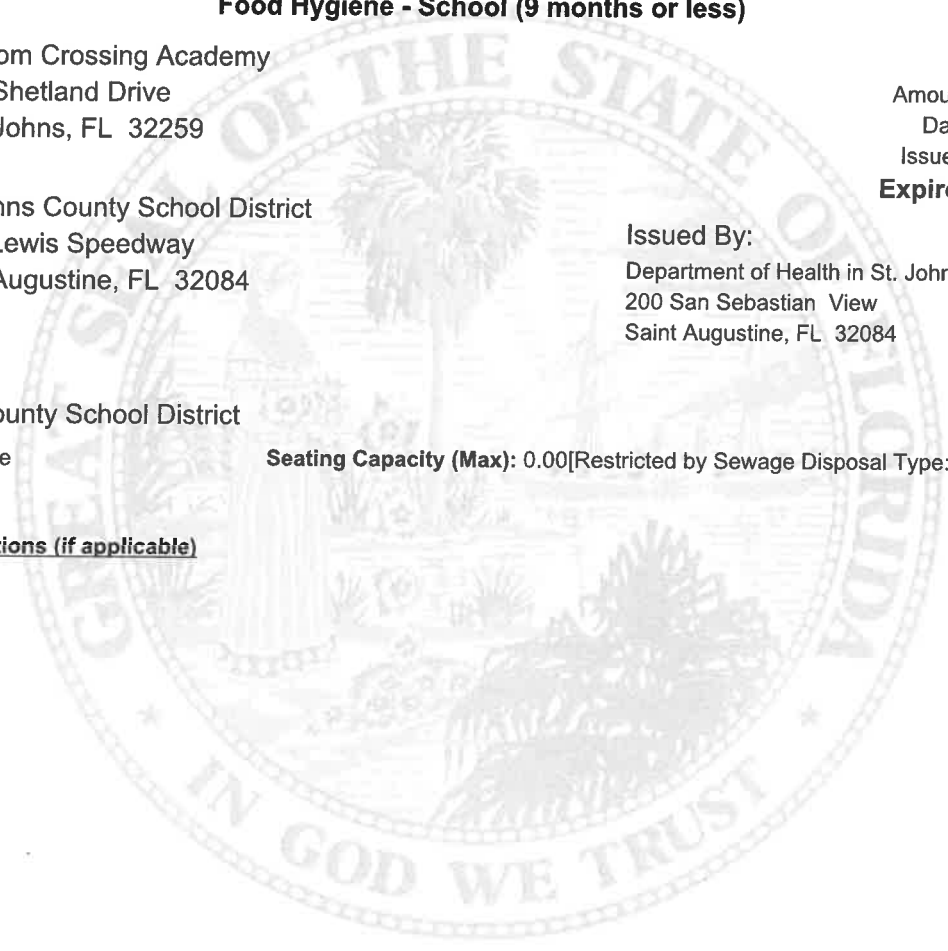 Food Hygiene - School (9 months or less)
om Crossing Academy
Shetland Drive
Johns, FL 32259
Amou
Da
Issue
Expire
nns County School District
Lewis Speedway
Augustine, FL 32084
Issued By:
Department of Health in St. John
200 San Sebastian View
Saint Augustine, FL 32084
ounty School District
e
Seating Capacity (Max): 0.00[Restricted by Sewage Disposal Type:
tions (if applicable)
GREAT SEAL OF THE STATE OF FLORIDA
IN GOD WE TRUST